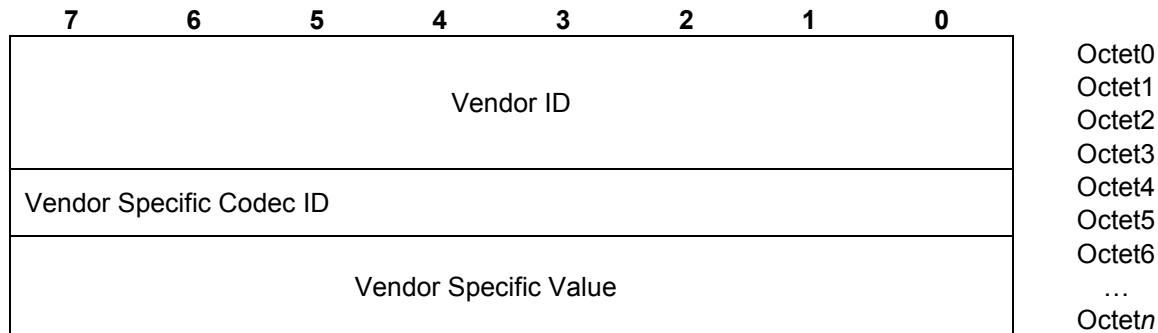 7 6 5 4 3 2 1 0
Octet0
Octet1
Vendor ID
Octet2
Octet3
Vendor Specific Codec ID
Octet4
Octet5
Octet6
Vendor Specific Value
…
Octetn